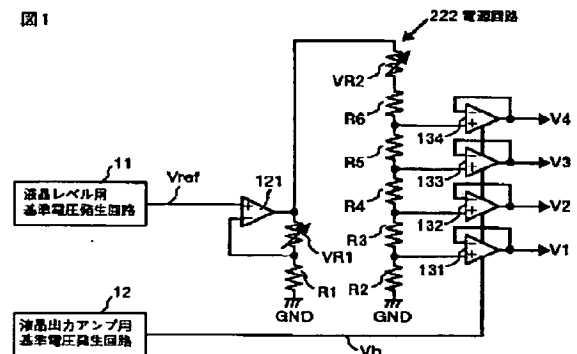 図1
222 電源回路
VR2
R6
134
V4
R5
133
V3
11
Vref
121
液晶レベル用
基準電圧発生回路
R4
132
V2
VR1
R3
131
V1
R1
R2
GND
GND
12
液晶出力アンプ用
基準電圧発生回路
Vb